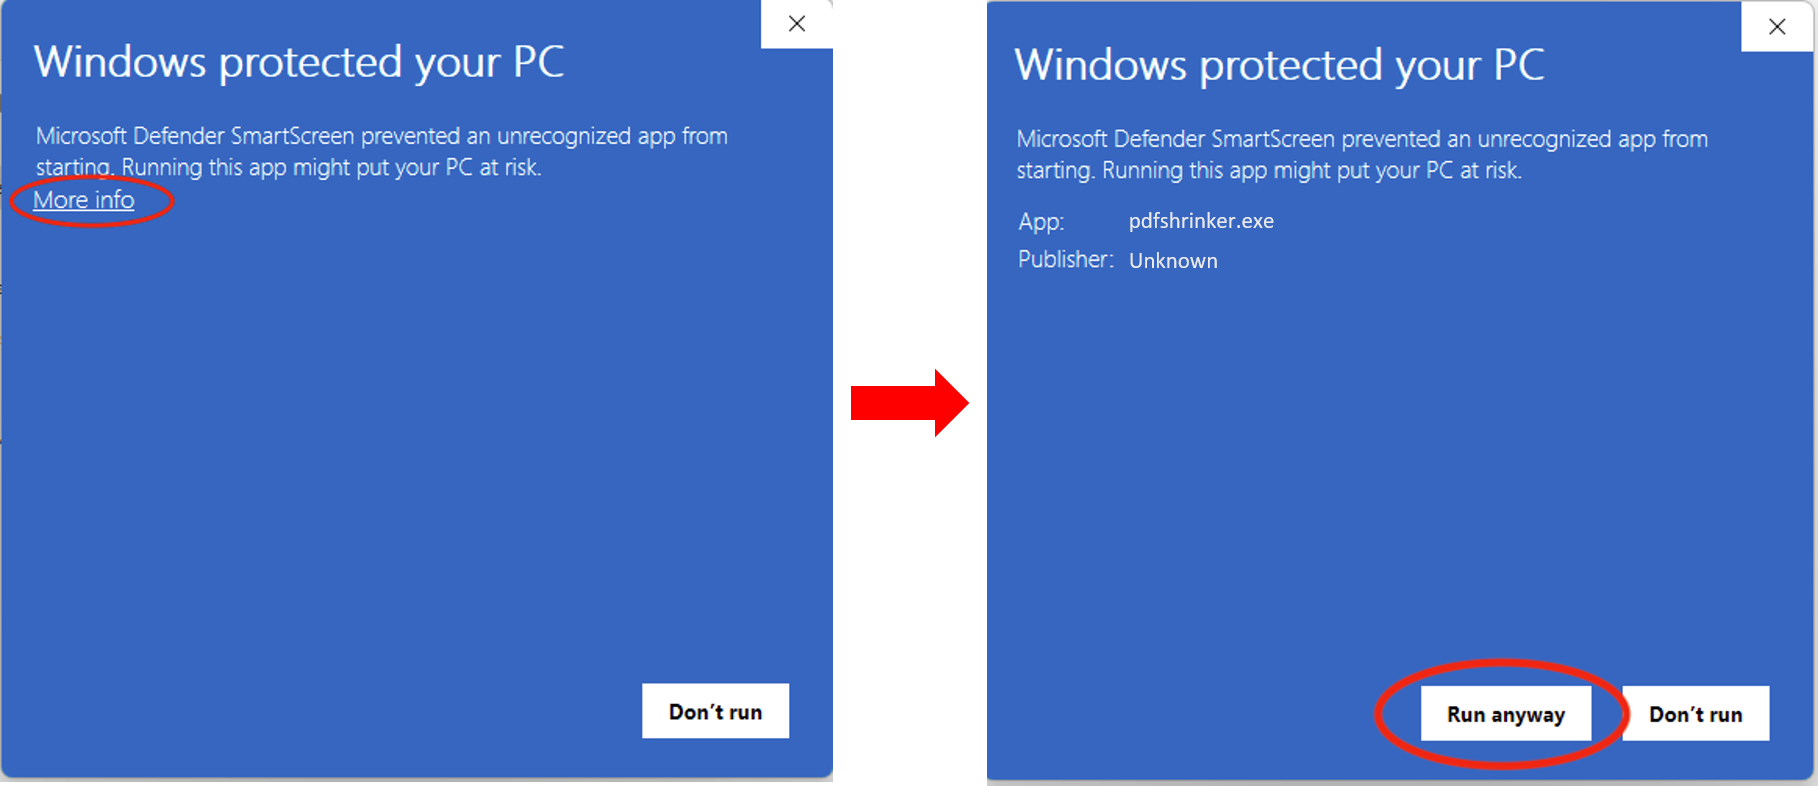 Windows protected your PC
Microsoft Defender SmartScreen prevented an unrecognized app from
starting. Running this app might put your PC at risk.
More info
Don't run
Windows protected your PC
Microsoft Defender SmartScreen prevented an unrecognized app from
starting. Running this app might put your PC at risk.
App: pdfshrinker.exe
Publisher: Unknown
Run anyway Don't run